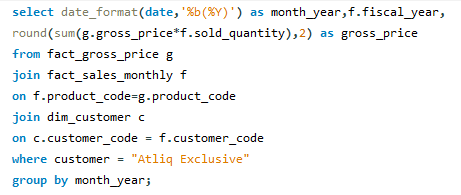 select date_format(date,'%b(%Y)') as month_year,f.fiscal_year,
round(sum(g.gross_price*f.sold_quantity),2) as gross_price
from fact_gross_price g
join fact_sales_monthly f
on f.product_code=g.product_code
join dim_customer c
on c.customer_code = f.customer_code
where customer = "Atliq Exclusive"
group by month_year;